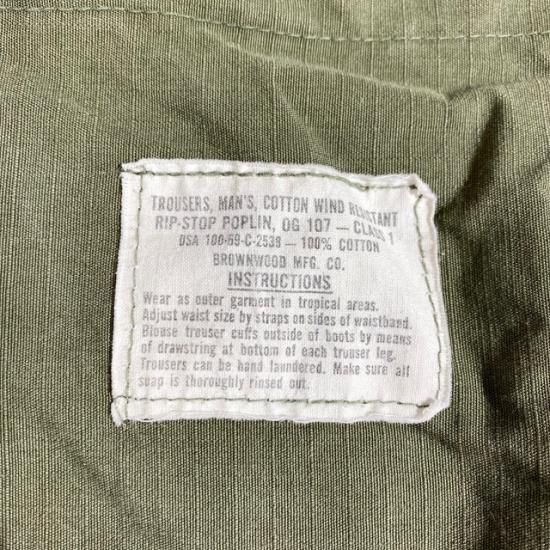 TROUSERS, MAN'S, COTTON WIND RESISTANT
RIP-STOP POPLIN, OG 107 — CLASS 1
DSA 100-69-C-2539 — 100% COTTON
BROWNWOOD MFG. CO.
INSTRUCTIONS
Wear as outer garment in tropical areas.
Adjust waist size by straps on sides of waistband.
Blouse trouser cuffs outside of boots by means
of drawstring at bottom of each trouser leg.
Trousers can be hand laundered. Make sure all
soap is thoroughly rinsed out.